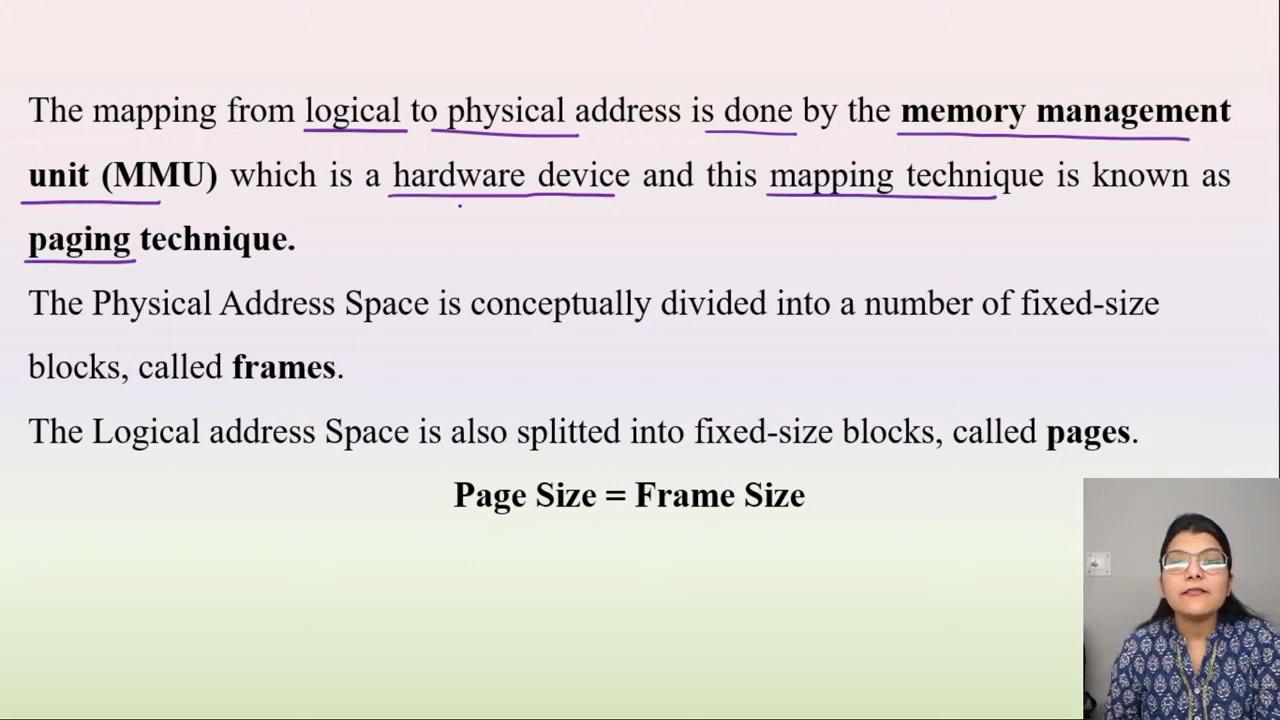 The mapping from logical to physical address is done by the memory management
unit (MMU) which is a hardware device and this mapping technique is known as
paging technique.
The Physical Address Space is conceptually divided into a number of fixed-size
blocks, called frames.
The Logical address Space is also splitted into fixed-size blocks, called pages.
Page Size = Frame Size